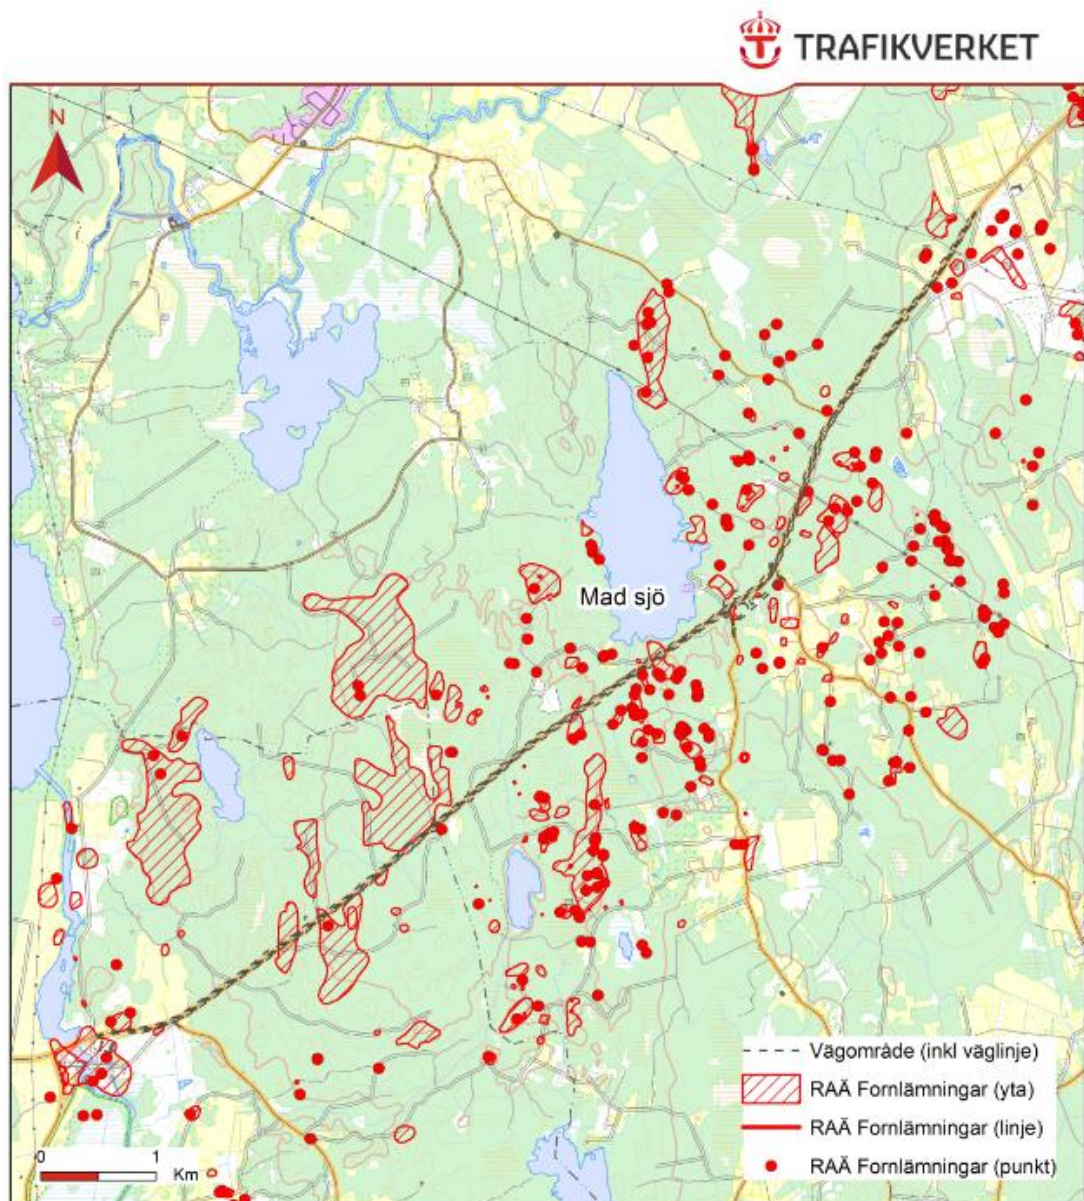 TRAFIKVERKET
N
Mad sjö
Vägområde (inkl väglinje)
RAÄ Fornlämningar (yta)
RAÄ Fornlämningar (linje)
RAÄ Fornlämningar (punkt)
0 1
Km